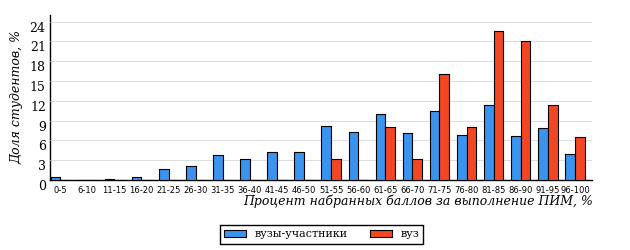 Доля студентов, %
24
21
18
15
12
9
6
3
0
0-5 6-10 11-15 16-20 21-25 26-30 31-35 36-40 41-45 46-50 51-55 56-60 61-65 66-70 71-75 76-80 81-85 86-90 91-95 96-100
Процент набранных баллов за выполнение ПИМ, %
вузы-участники вуз